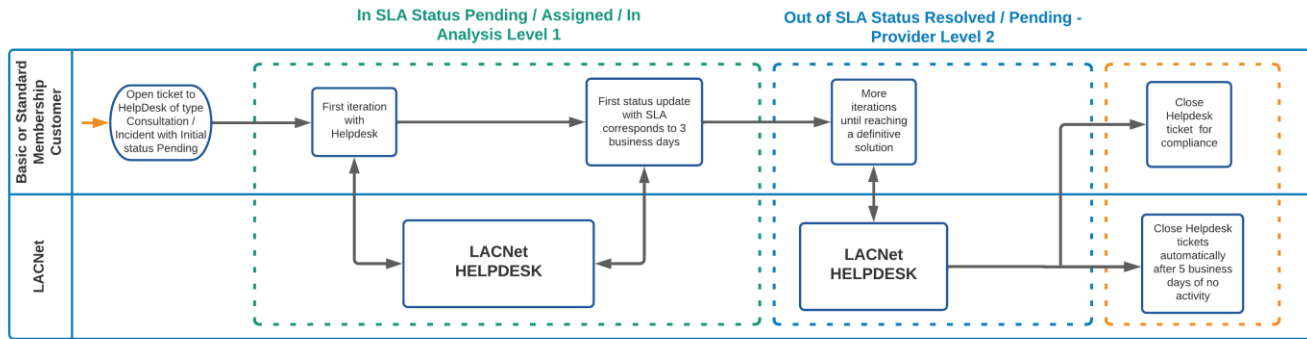 In SLA Status Pending / Assigned / In
Analysis Level 1
Out of SLA Status Resolved / Pending -
Provider Level 2
Basic or Standard
Membership
Customer
Open ticket to
HelpDesk of type
Consultation /
Incident with Initial
status Pending
First iteration
with
Helpdesk
First status update
with SLA
corresponds to 3
business days
More
iterations
until reaching
a definitive
solution
Close
Helpdesk
ticket for
compliance
LACNet
LACNet
HELPDESK
LACNet
HELPDESK
Close Helpdesk
tickets
automatically
after 5 business
days of no
activity